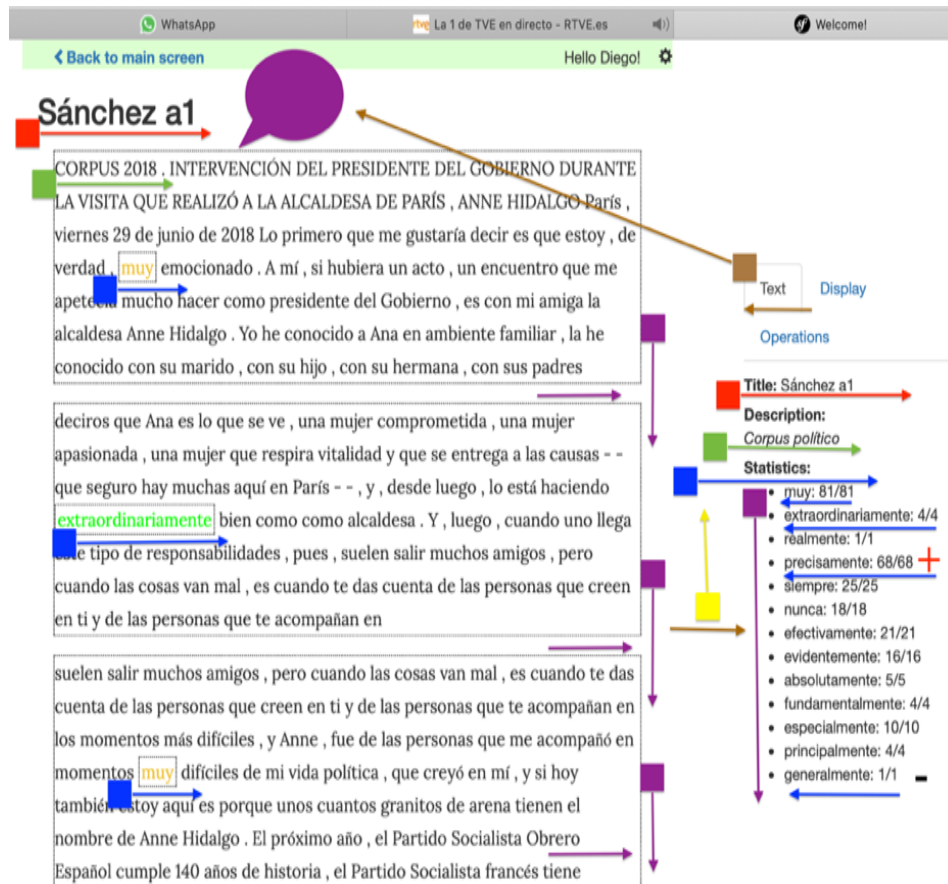 WhatsApp
rtve La 1 de TVE en directo - RTVE.es
Welcome!
Back to main screen
Hello Diego!
Sánchez a1
CORPUS 2018 . INTERVENCIÓN DEL PRESIDENTE DEL GOBIERNO DURANTE
LA VISITA QUE REALIZÓ A LA ALCALDESA DE PARÍS , ANNE HIDALGO París ,
viernes 29 de junio de 2018 Lo primero que me gustaría decir es que estoy , de
verdad , muy emocionado . A mí , si hubiera un acto , un encuentro que me
apetecía mucho hacer como presidente del Gobierno , es con mi amiga la
alcaldesa Anne Hidalgo . Yo he conocido a Ana en ambiente familiar , la he
conocido con su marido , con su hijo , con su hermana , con sus padres
deciros que Ana es lo que se ve , una mujer comprometida , una mujer
apasionada , una mujer que respira vitalidad y que se entrega a las causas - -
que seguro hay muchas aquí en París - - , y , desde luego , lo está haciendo
extraordinariamente bien como como alcaldesa . Y , luego , cuando uno llega
este tipo de responsabilidades , pues , suelen salir muchos amigos , pero
cuando las cosas van mal , es cuando te das cuenta de las personas que creen
en ti y de las personas que te acompañan en
suelen salir muchos amigos , pero cuando las cosas van mal , es cuando te das
cuenta de las personas que creen en ti y de las personas que te acompañan en
los momentos más difíciles , y Anne , fue de las personas que me acompañó en
momentos muy difíciles de mi vida política , que creyó en mí , y si hoy
también estoy aquí es porque unos cuantos granitos de arena tienen el
nombre de Anne Hidalgo . El próximo año , el Partido Socialista Obrero
Español cumple 140 años de historia , el Partido Socialista francés tiene
Text
Display
Operations
Title: Sánchez a1
Description:
Corpus político
Statistics:
muy: 81/81
extraordinariamente: 4/4
realmente: 1/1
precisamente: 68/68 +
siempre: 25/25
nunca: 18/18
efectivamente: 21/21
evidentemente: 16/16
absolutamente: 5/5
fundamentalmente: 4/4
especialmente: 10/10
principalmente: 4/4
generalmente: 1/1 -